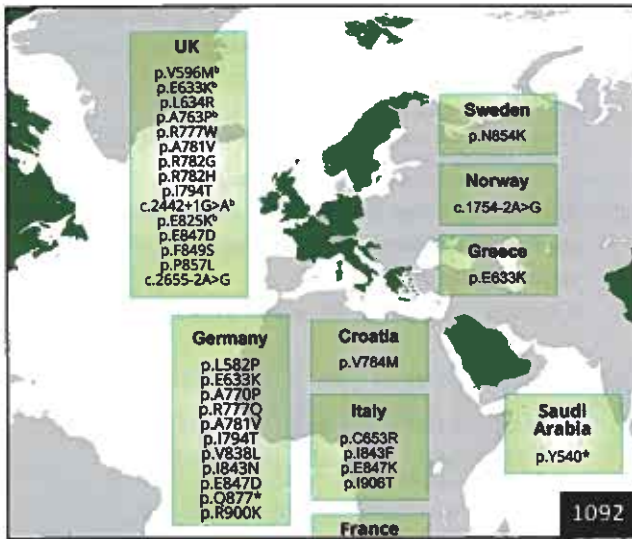 UK
p.V596Mᵇ
p.E633Kᵇ
p.L634R
p.A763Pᵇ
p.R777W
p.A781V
p.R782G
p.R782H
p.I794T
c.2442+1G>Aᵇ
p.E825Kᵇ
p.E847D
p.F849S
p.P857L
c.2655-2A>G
Sweden
p.N854K
Norway
c.1754-2A>G
Greece
p.E633K
Germany
p.L582P
p.E633K
p.A770P
p.R777Q
p.A781V
p.I794T
p.V838L
p.I843N
p.E847D
p.Q877*
p.R900K
Croatia
p.V784M
Italy
p.C653R
p.I843F
p.E847K
p.I906T
France
Saudi
Arabia
p.Y540*
1092